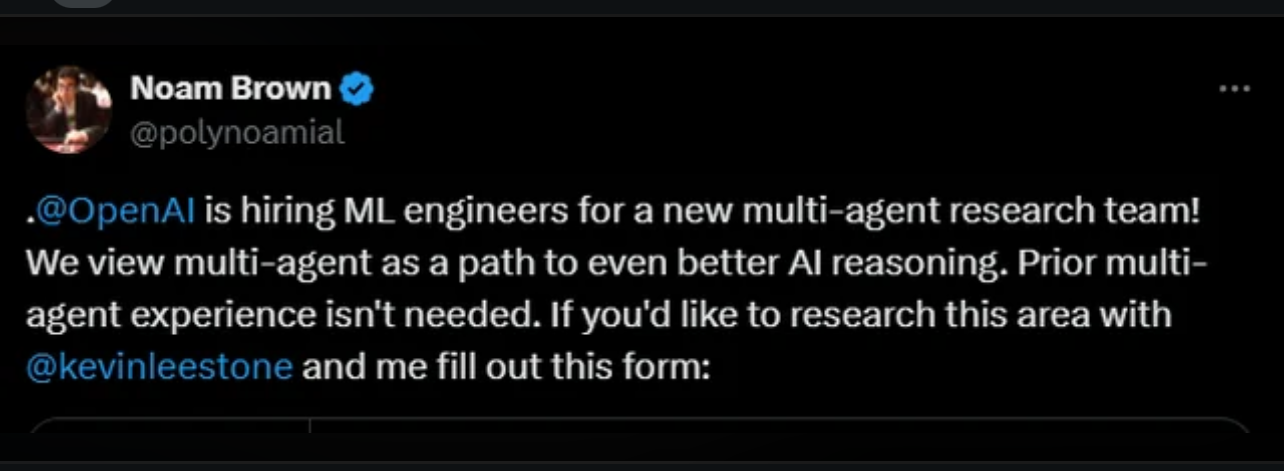 Noam Brown
@polynoamial
.@OpenAI is hiring ML engineers for a new multi-agent research team!
We view multi-agent as a path to even better AI reasoning. Prior multi-
agent experience isn't needed. If you'd like to research this area with
@kevinleestone and me fill out this form: